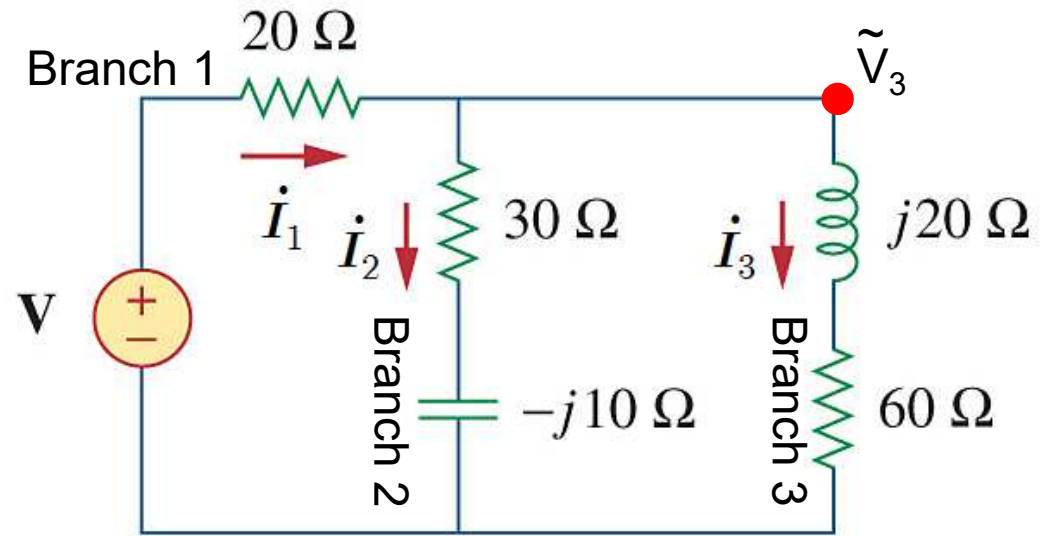 20 Ω
Branch 1
Ṽ₃
İ₁
İ₂
30 Ω
İ₃
j20 Ω
V
+
−
Branch 2
−j10 Ω
Branch 3
60 Ω